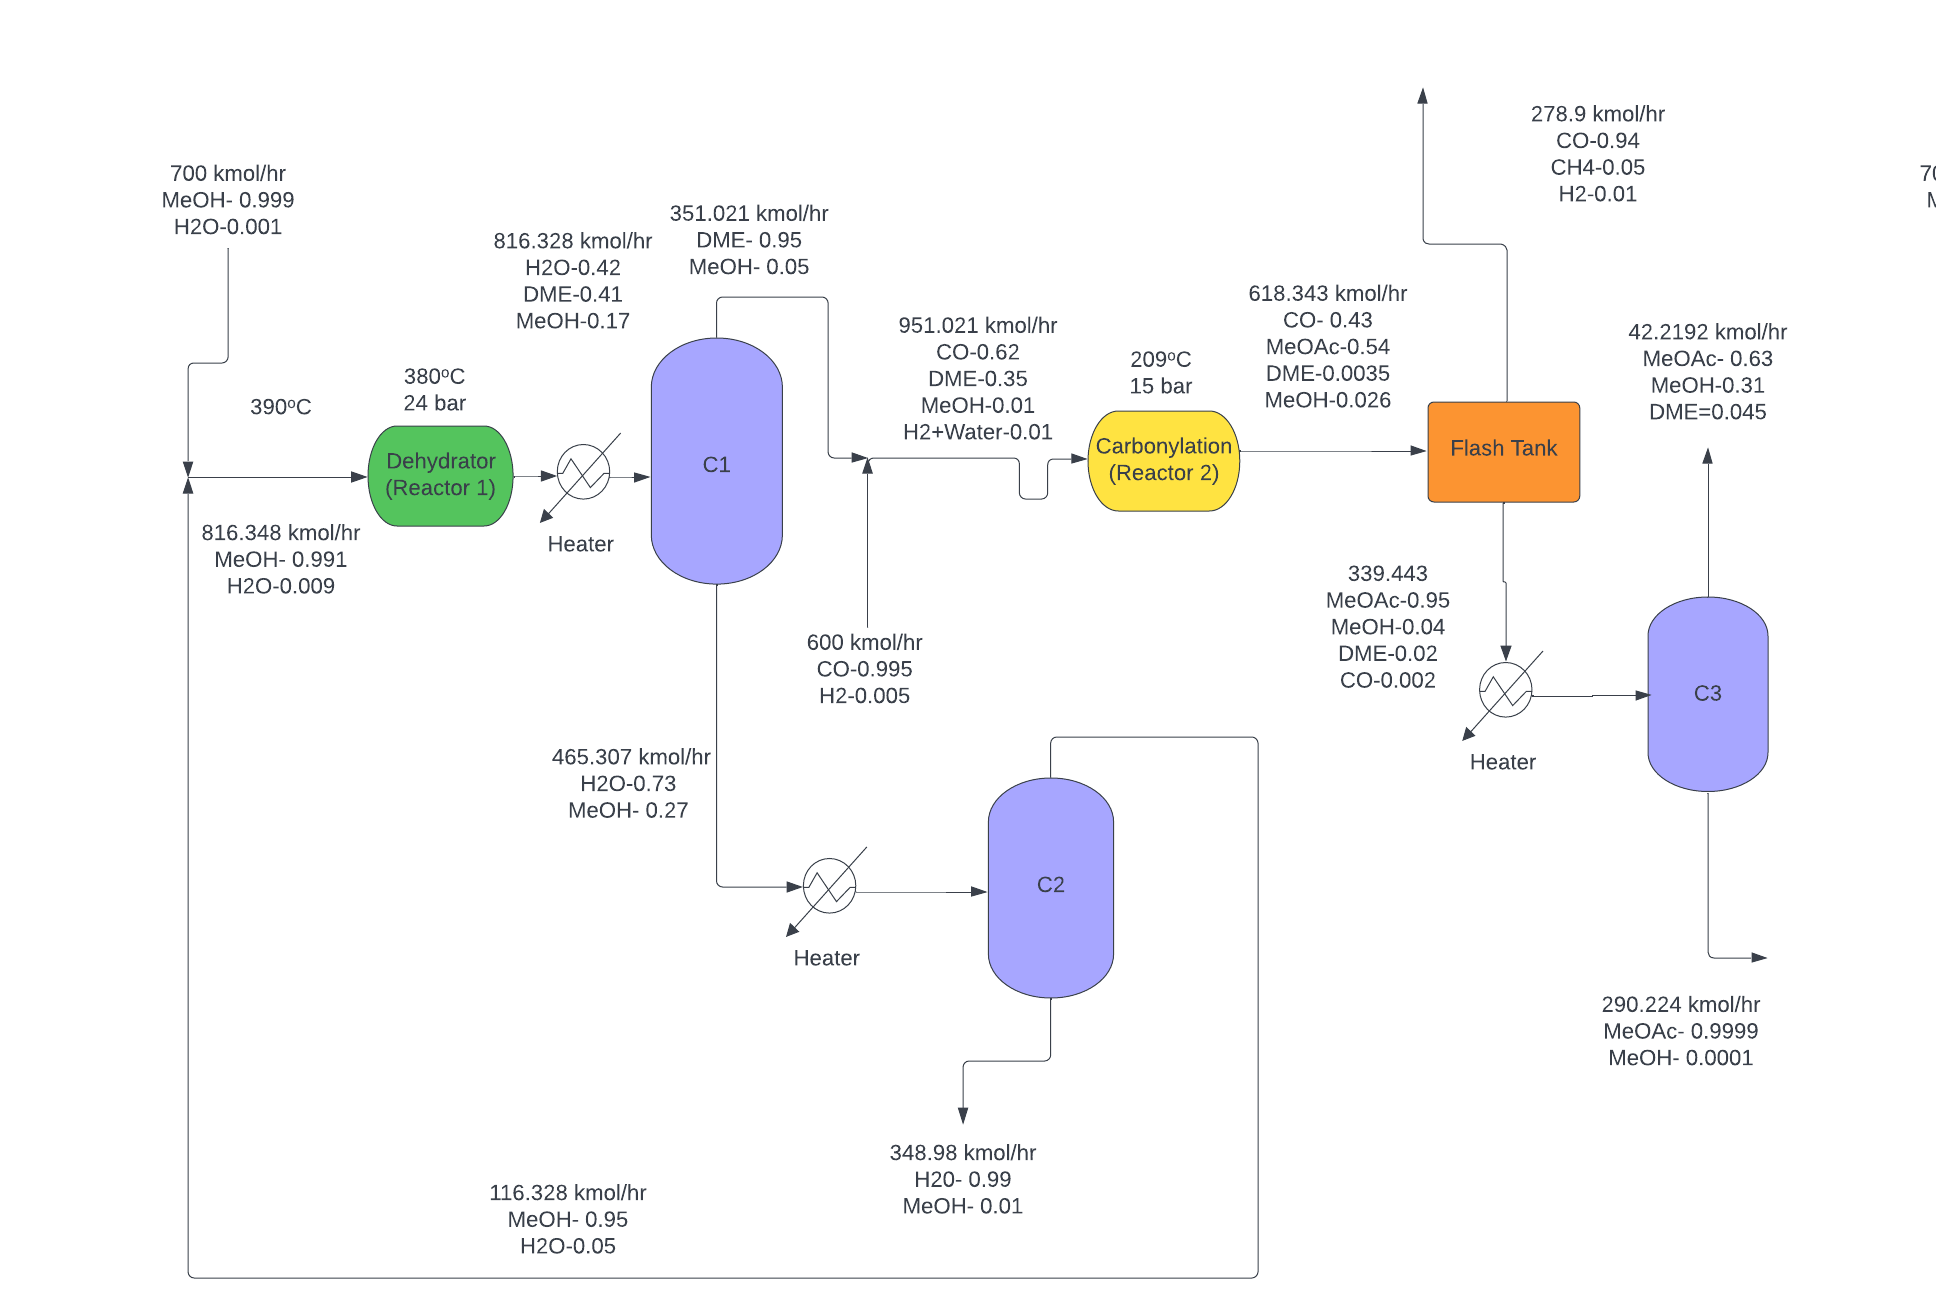 278.9 kmol/hr
CO-0.94
CH4-0.05
H2-0.01
700 kmol/hr
MeOH- 0.999
H2O-0.001
70
M
351.021 kmol/hr
DME- 0.95
MeOH- 0.05
816.328 kmol/hr
H2O-0.42
DME-0.41
MeOH-0.17
618.343 kmol/hr
CO- 0.43
MeOAc-0.54
DME-0.0035
MeOH-0.026
951.021 kmol/hr
CO-0.62
DME-0.35
MeOH-0.01
H2+Water-0.01
42.2192 kmol/hr
MeOAc- 0.63
MeOH-0.31
DME=0.045
209ºC
15 bar
380ºC
24 bar
390ºC
Dehydrator
(Reactor 1)
C1
Carbonylation
(Reactor 2)
Flash Tank
Heater
816.348 kmol/hr
MeOH- 0.991
H2O-0.009
339.443
MeOAc-0.95
MeOH-0.04
DME-0.02
CO-0.002
600 kmol/hr
CO-0.995
H2-0.005
C3
Heater
465.307 kmol/hr
H2O-0.73
MeOH- 0.27
C2
Heater
290.224 kmol/hr
MeOAc- 0.9999
MeOH- 0.0001
348.98 kmol/hr
H20- 0.99
MeOH- 0.01
116.328 kmol/hr
MeOH- 0.95
H2O-0.05